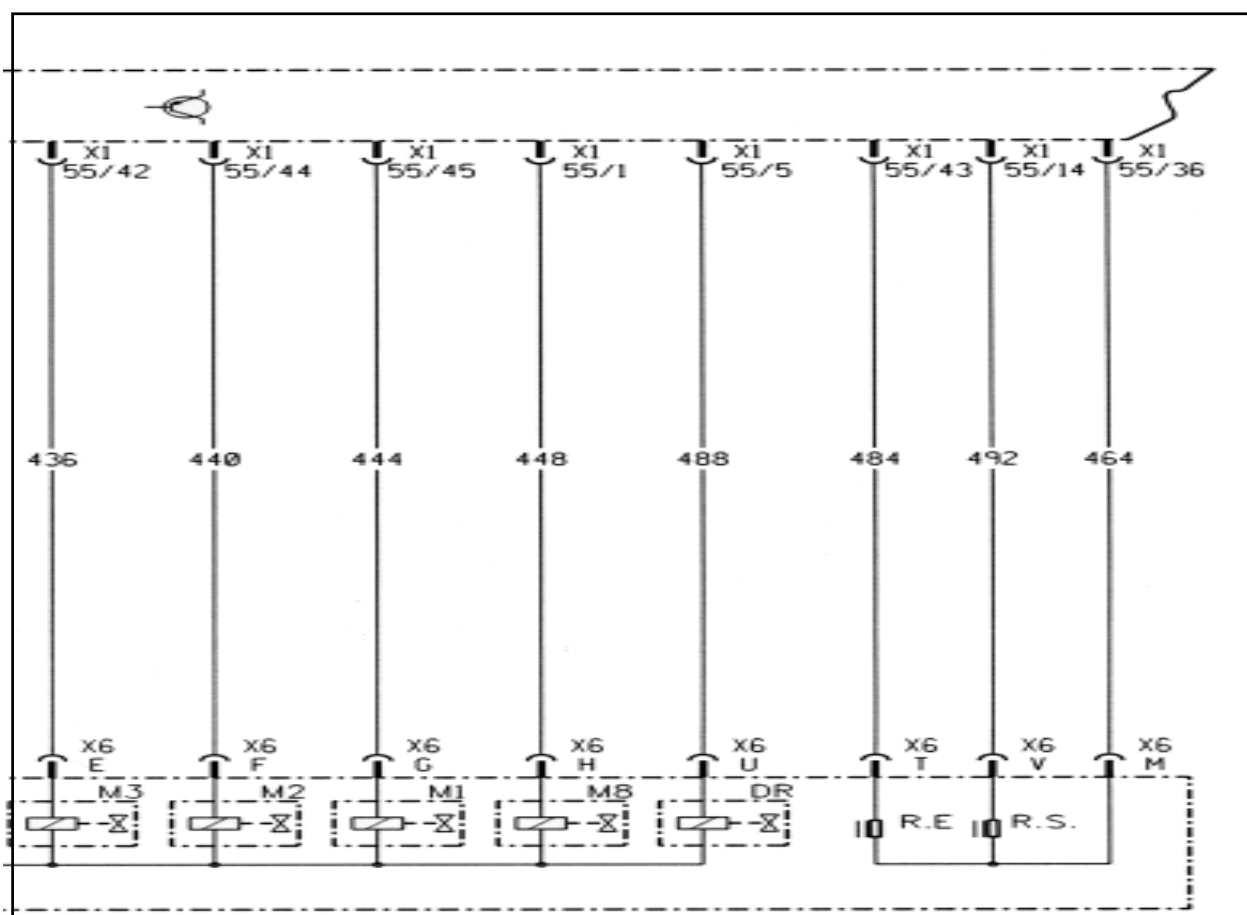 X1 X1 X1 X1 X1 X1 X1 X1
55/42 55/44 55/45 55/1 55/5 55/43 55/14 55/36
436 440 444 448 488 484 492 464
X6 X6 X6 X6 X6 X6 X6 X6
E F G H U T V M
M3 M2 M1 M8 DR
R.E R.S.